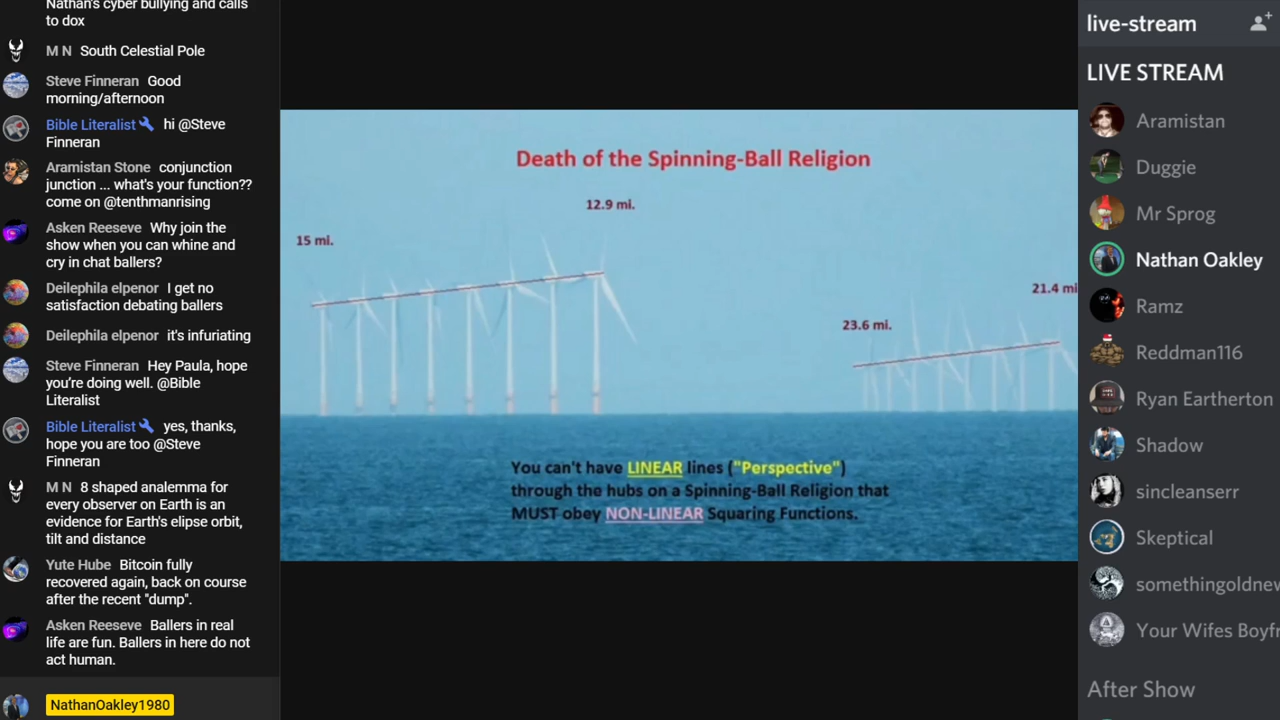 Nathan's cyber bullying and calls
to dox
M N South Celestial Pole
Steve Finneran Good
morning/afternoon
Bible Literalist hi @Steve
Finneran
Aramistan Stone conjunction
junction ... what's your function??
come on @tenthmanrising
Asken Reeseve Why join the
show when you can whine and
cry in chat ballers?
Deilephila elpenor I get no
satisfaction debating ballers
Deilephila elpenor it's infuriating
Steve Finneran Hey Paula, hope
you're doing well. @Bible
Literalist
Bible Literalist yes, thanks,
hope you are too @Steve
Finneran
M N 8 shaped analemma for
every observer on Earth is an
evidence for Earth's elipse orbit,
tilt and distance
Yute Hube Bitcoin fully
recovered again, back on course
after the recent "dump".
Asken Reeseve Ballers in real
life are fun. Ballers in here do not
act human.
NathanOakley1980
Death of the Spinning-Ball Religion
12.9 mi.
15 mi.
21.4 mi
23.6 mi.
You can't have LINEAR lines ("Perspective")
through the hubs on a Spinning-Ball Religion that
MUST obey NON-LINEAR Squaring Functions.
live-stream
LIVE STREAM
Aramistan
Duggie
Mr Sprog
Nathan Oakley
Ramz
Reddman116
Ryan Eartherton
Shadow
sincleanserr
Skeptical
somethingoldnew
Your Wifes Boyfr
After Show